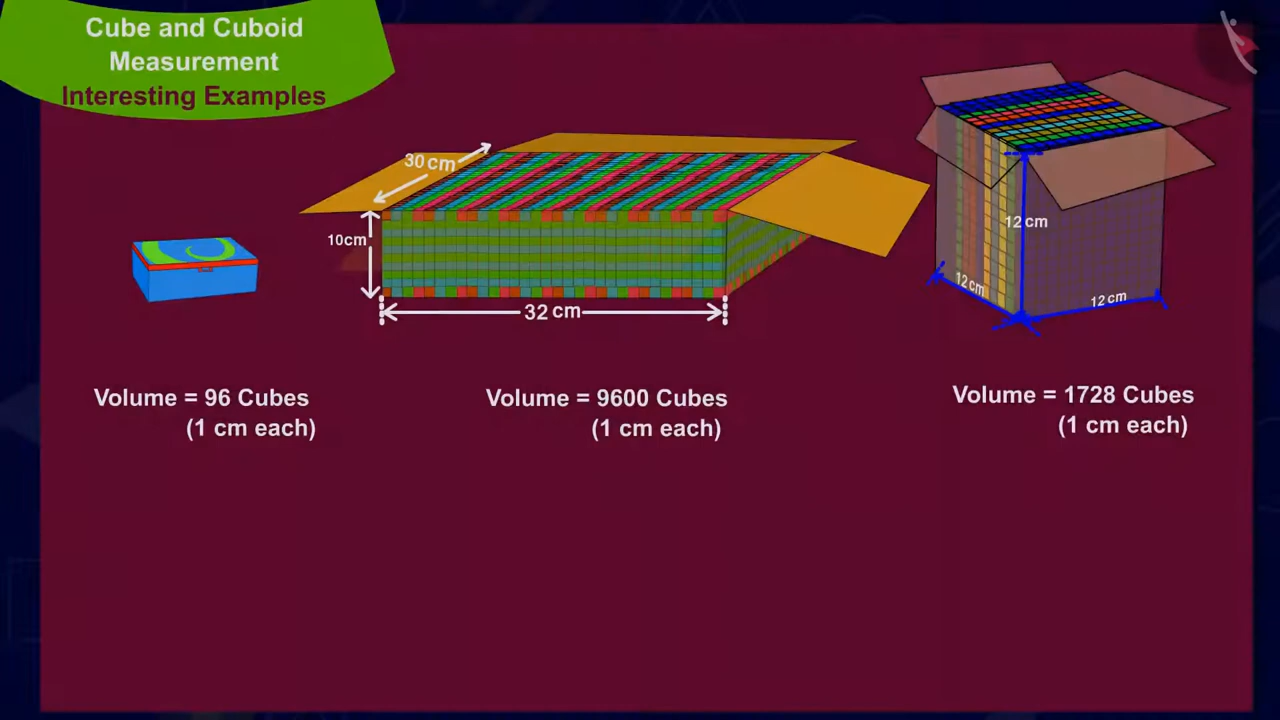 Cube and Cuboid
Measurement
Interesting Examples
30 cm
10cm
32 cm
12 cm
12 cm
12 cm
Volume = 96 Cubes
(1 cm each)
Volume = 9600 Cubes
(1 cm each)
Volume = 1728 Cubes
(1 cm each)